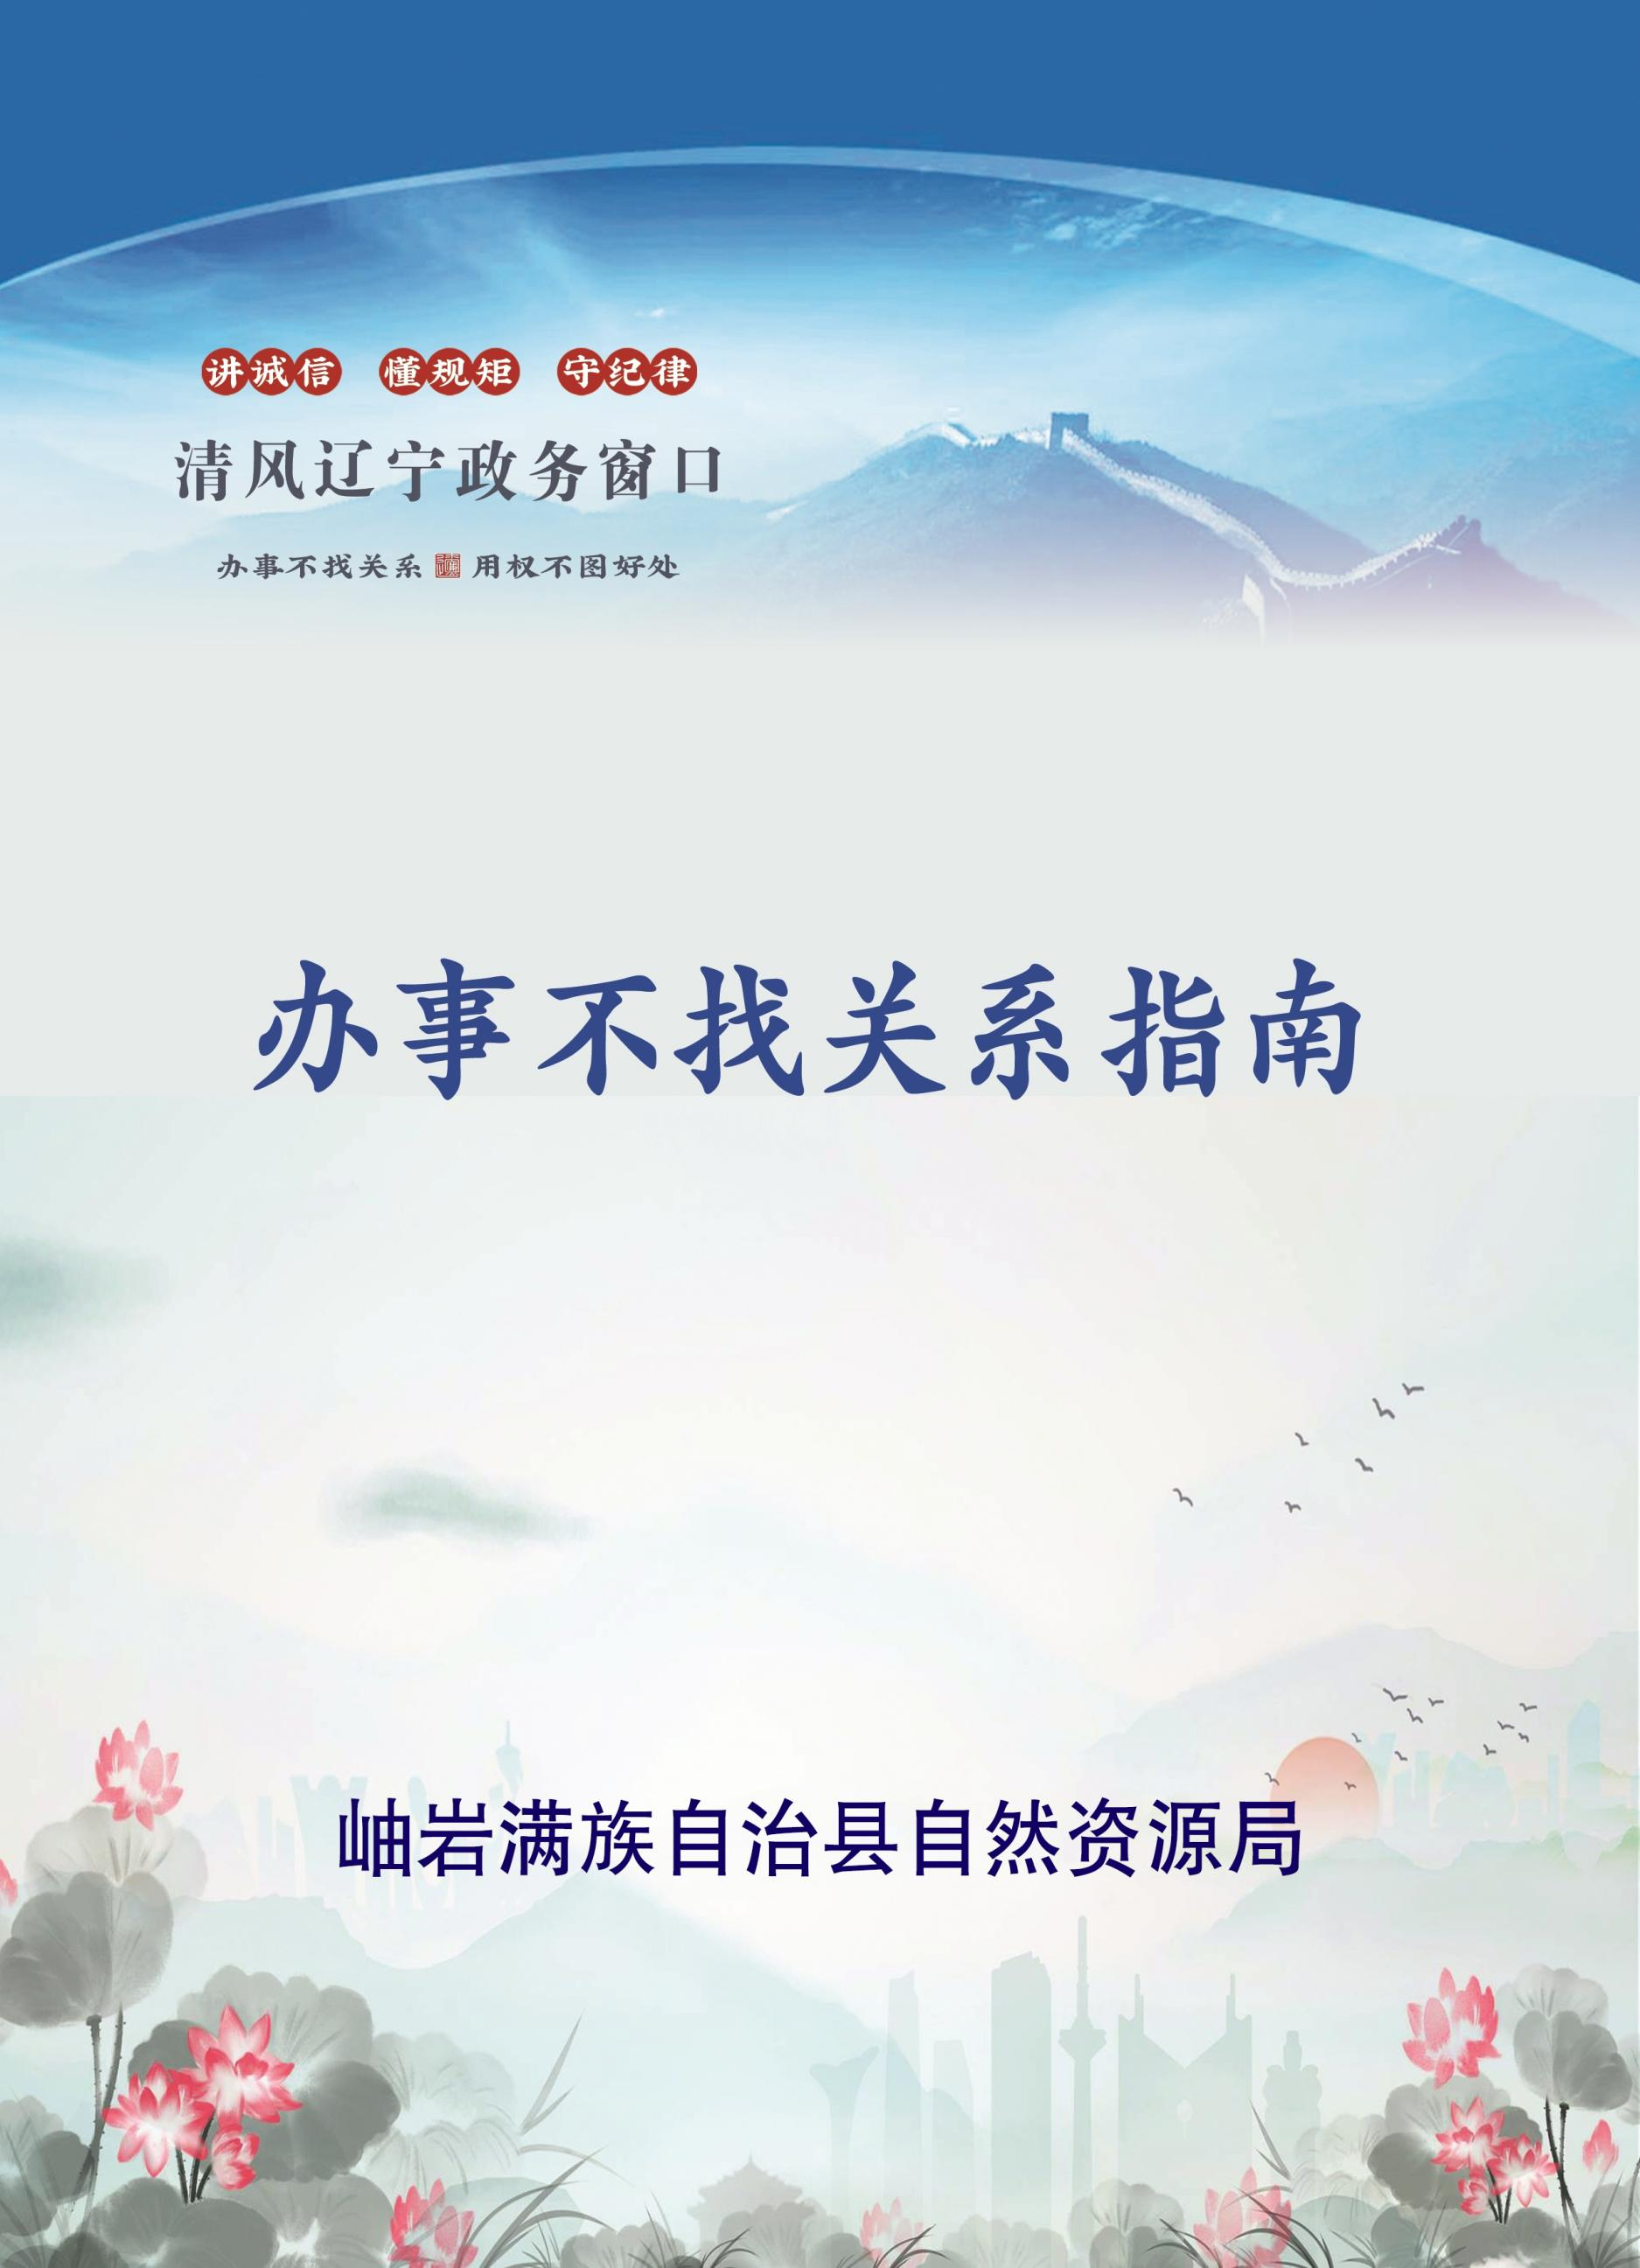 讲诚信 懂规矩 守纪律
清风辽宁政务窗口
办事不找关系 用权不图好处
办事不找关系指南
岫岩满族自治县自然资源局